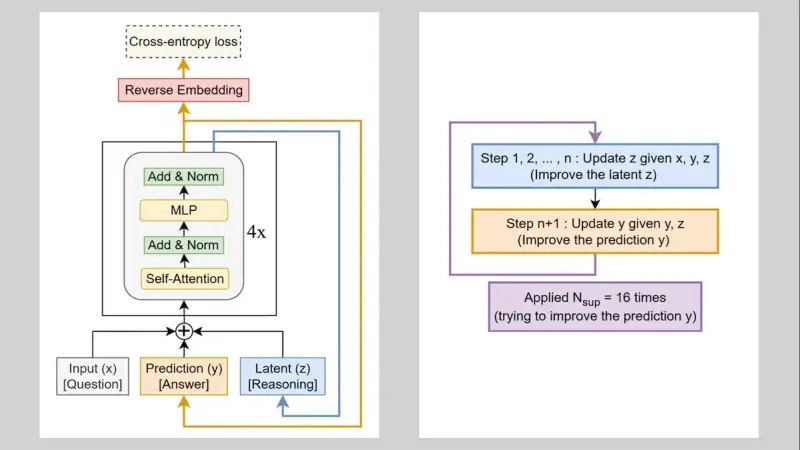 Cross-entropy loss
Reverse Embedding
Add & Norm
MLP
Add & Norm
Self-Attention
4x
Input (x)
[Question]
Prediction (y)
[Answer]
Latent (z)
[Reasoning]
Step 1, 2, ... , n : Update z given x, y, z
(Improve the latent z)
Step n+1 : Update y given y, z
(Improve the prediction y)
Applied Nsup = 16 times
(trying to improve the prediction y)